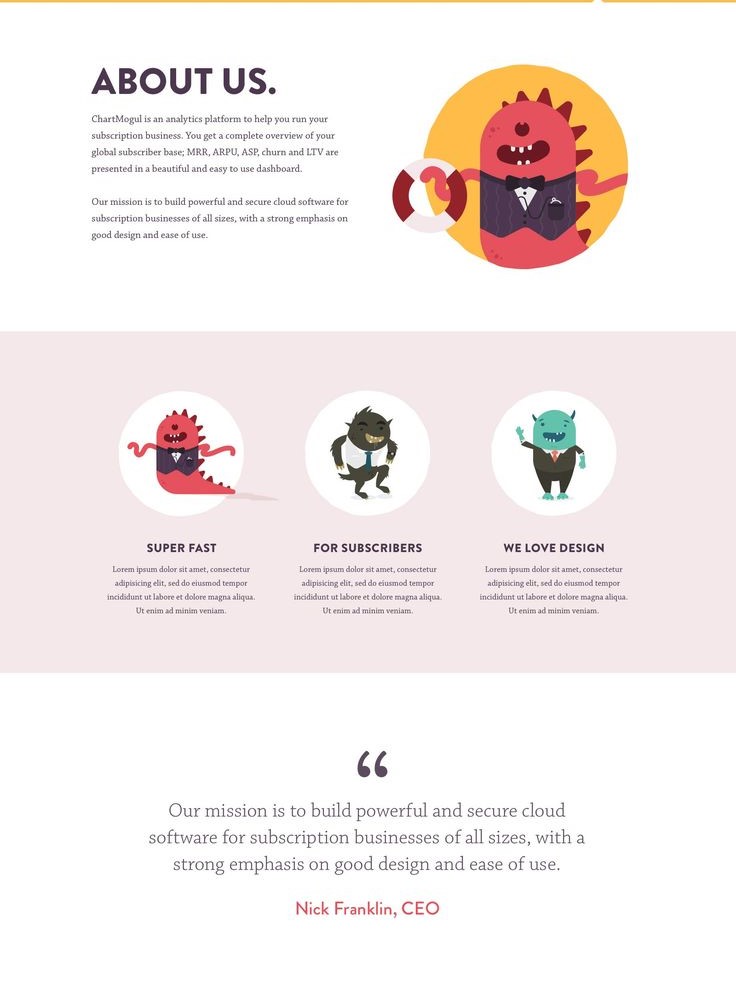 ABOUT US.
ChartMogul is an analytics platform to help you run your
subscription business. You get a complete overview of your
global subscriber base; MRR, ARPU, ASP, churn and LTV are
presented in a beautiful and easy to use dashboard.
Our mission is to build powerful and secure cloud software for
subscription businesses of all sizes, with a strong emphasis on
good design and ease of use.
SUPER FAST
Lorem ipsum dolor sit amet, consectetur
adipisicing elit, sed do eiusmod tempor
incididunt ut labore et dolore magna aliqua.
Ut enim ad minim veniam.
FOR SUBSCRIBERS
Lorem ipsum dolor sit amet, consectetur
adipisicing elit, sed do eiusmod tempor
incididunt ut labore et dolore magna aliqua.
Ut enim ad minim veniam.
WE LOVE DESIGN
Lorem ipsum dolor sit amet, consectetur
adipisicing elit, sed do eiusmod tempor
incididunt ut labore et dolore magna aliqua.
Ut enim ad minim veniam.
“
Our mission is to build powerful and secure cloud
software for subscription businesses of all sizes, with a
strong emphasis on good design and ease of use.
Nick Franklin, CEO